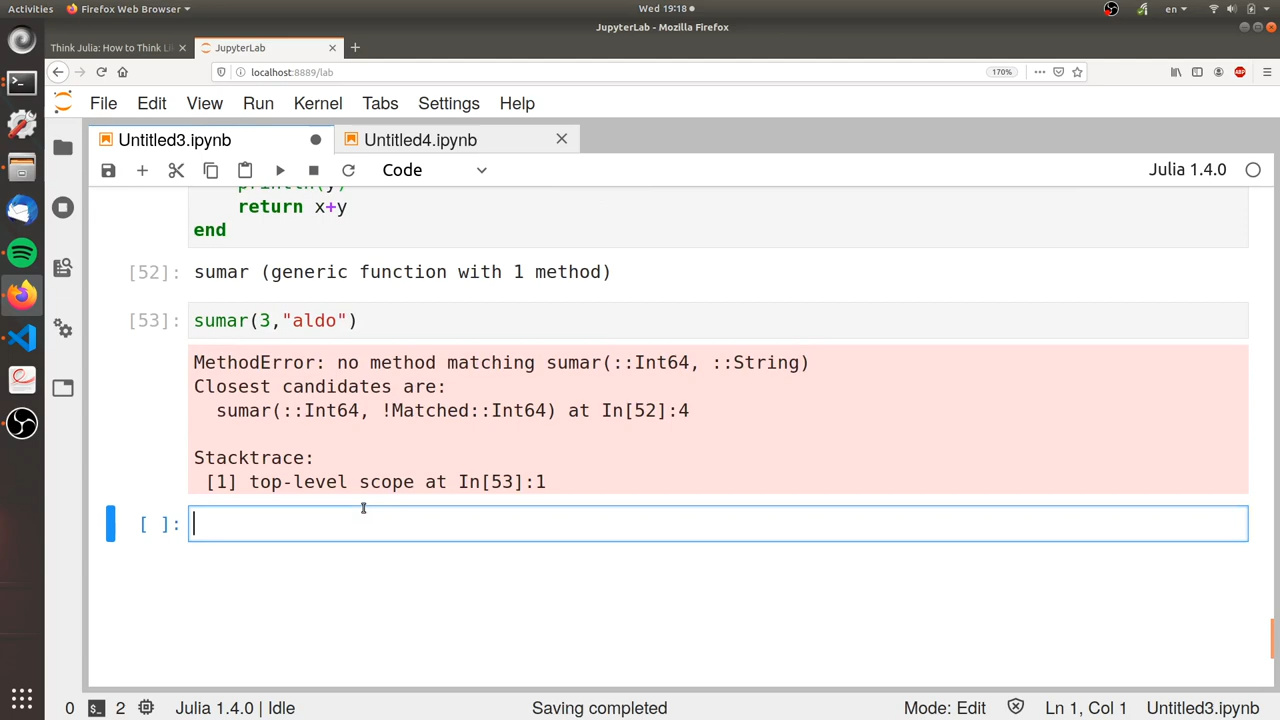 Activities Firefox Web Browser Wed 19:18 en
JupyterLab - Mozilla Firefox
Think Julia: How to Think Li JupyterLab
localhost:8889/lab 170% ABP
File Edit View Run Kernel Tabs Settings Help
Untitled3.ipynb Untitled4.ipynb
Code Julia 1.4.0
println(y)
return x+y
end
[52]: sumar (generic function with 1 method)
[53]: sumar(3,"aldo")
MethodError: no method matching sumar(::Int64, ::String)
Closest candidates are:
sumar(::Int64, !Matched::Int64) at In[52]:4
Stacktrace:
[1] top-level scope at In[53]:1
[ ]:
0 2 Julia 1.4.0 | Idle Saving completed Mode: Edit Ln 1, Col 1 Untitled3.ipynb